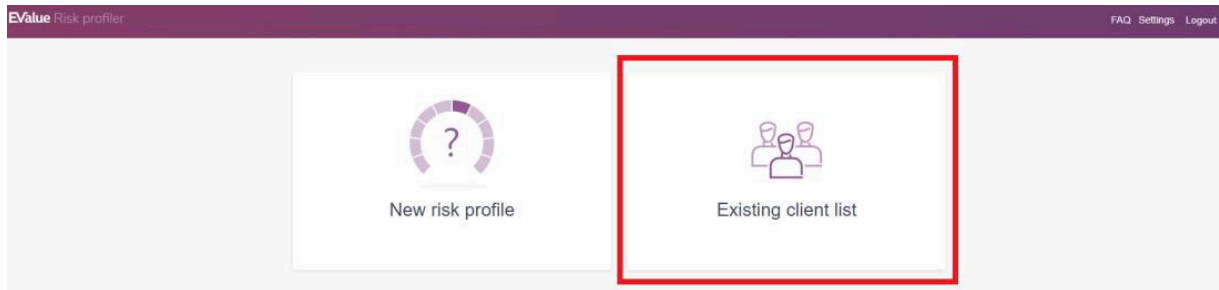 EValue Risk profiler
FAQ Settings Logout
?
New risk profile
Existing client list